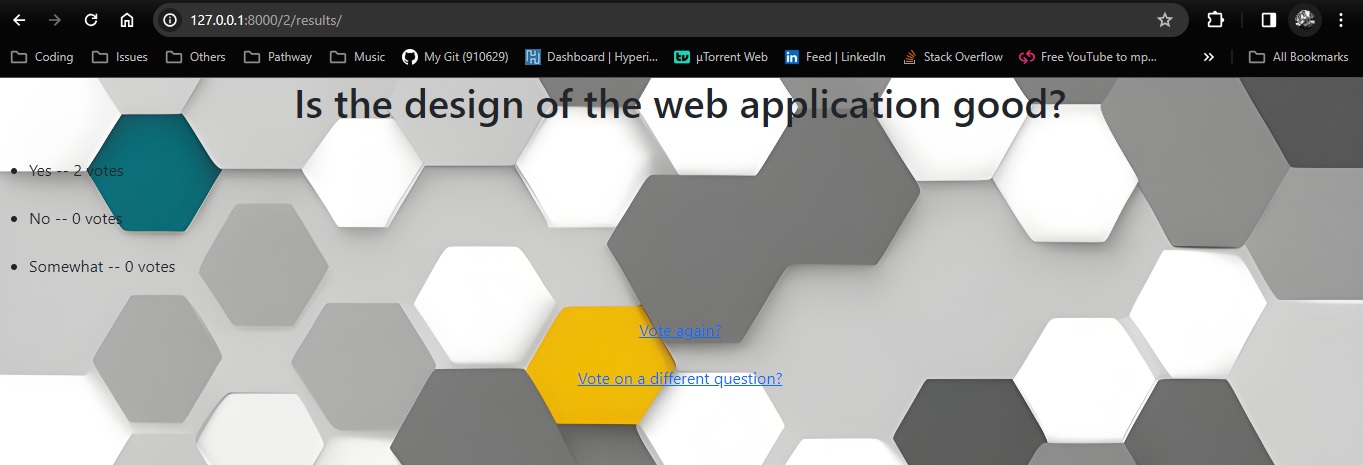 127.0.0.1:8000/2/results/
Coding Issues Others Pathway Music My Git (910629) Dashboard | Hyperi... µTorrent Web Feed | LinkedIn Stack Overflow Free YouTube to mp... » All Bookmarks
Is the design of the web application good?
Yes -- 2 votes
No -- 0 votes
Somewhat -- 0 votes
Vote again?
Vote on a different question?